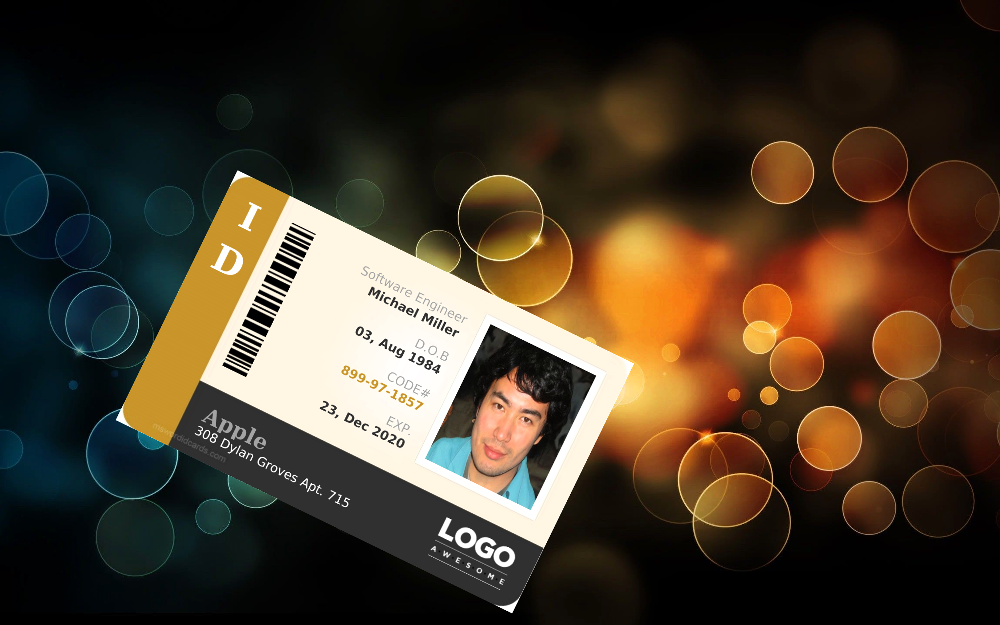 I
D
Software Engineer
Michael Miller
D.O.B
03, Aug 1984
CODE#
899-97-1857
EXP.
23, Dec 2020
Apple
308 Dylan Groves Apt. 715
LOGO
AWESOME